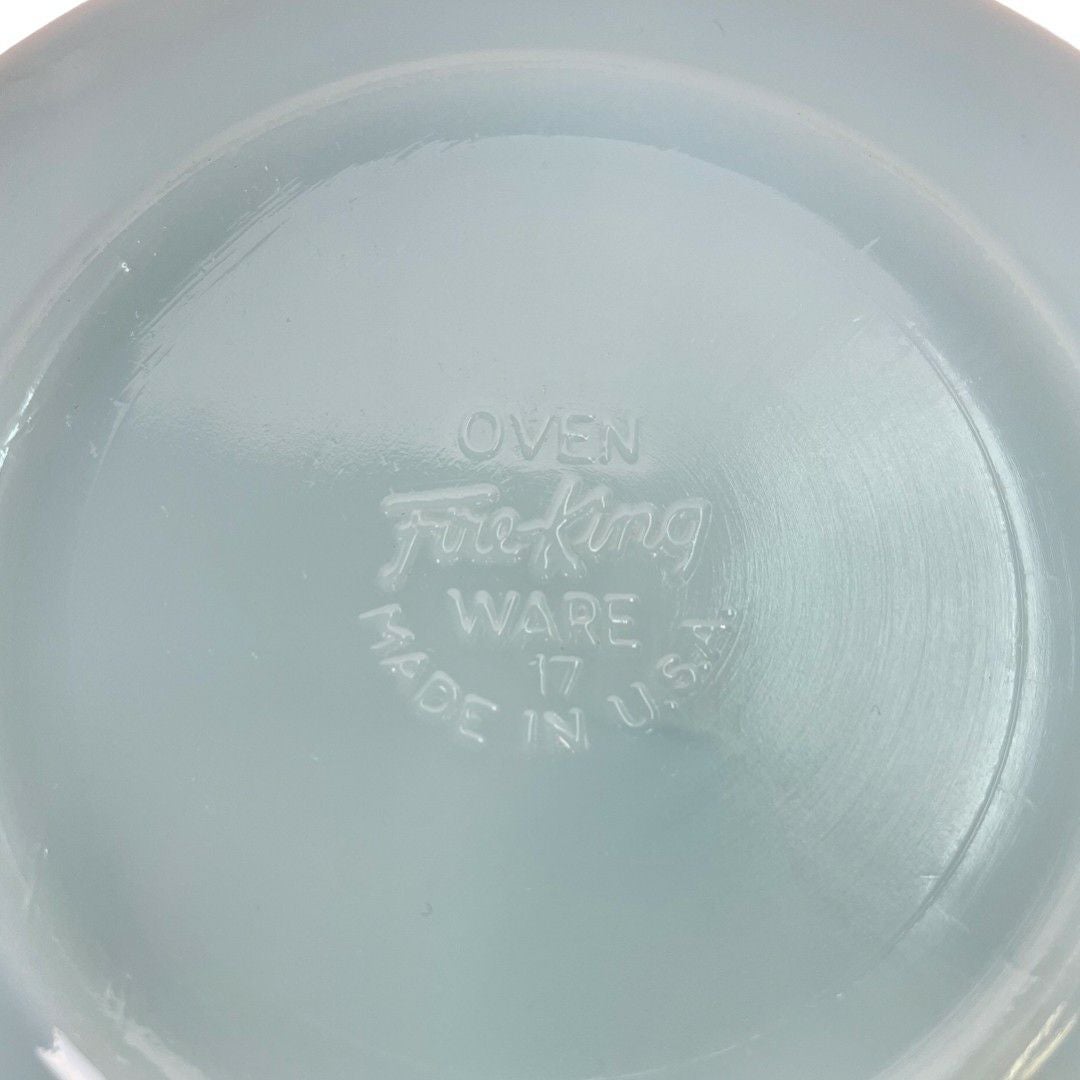 OVEN
Fire-King
WARE
17
MADE IN U.S.A.